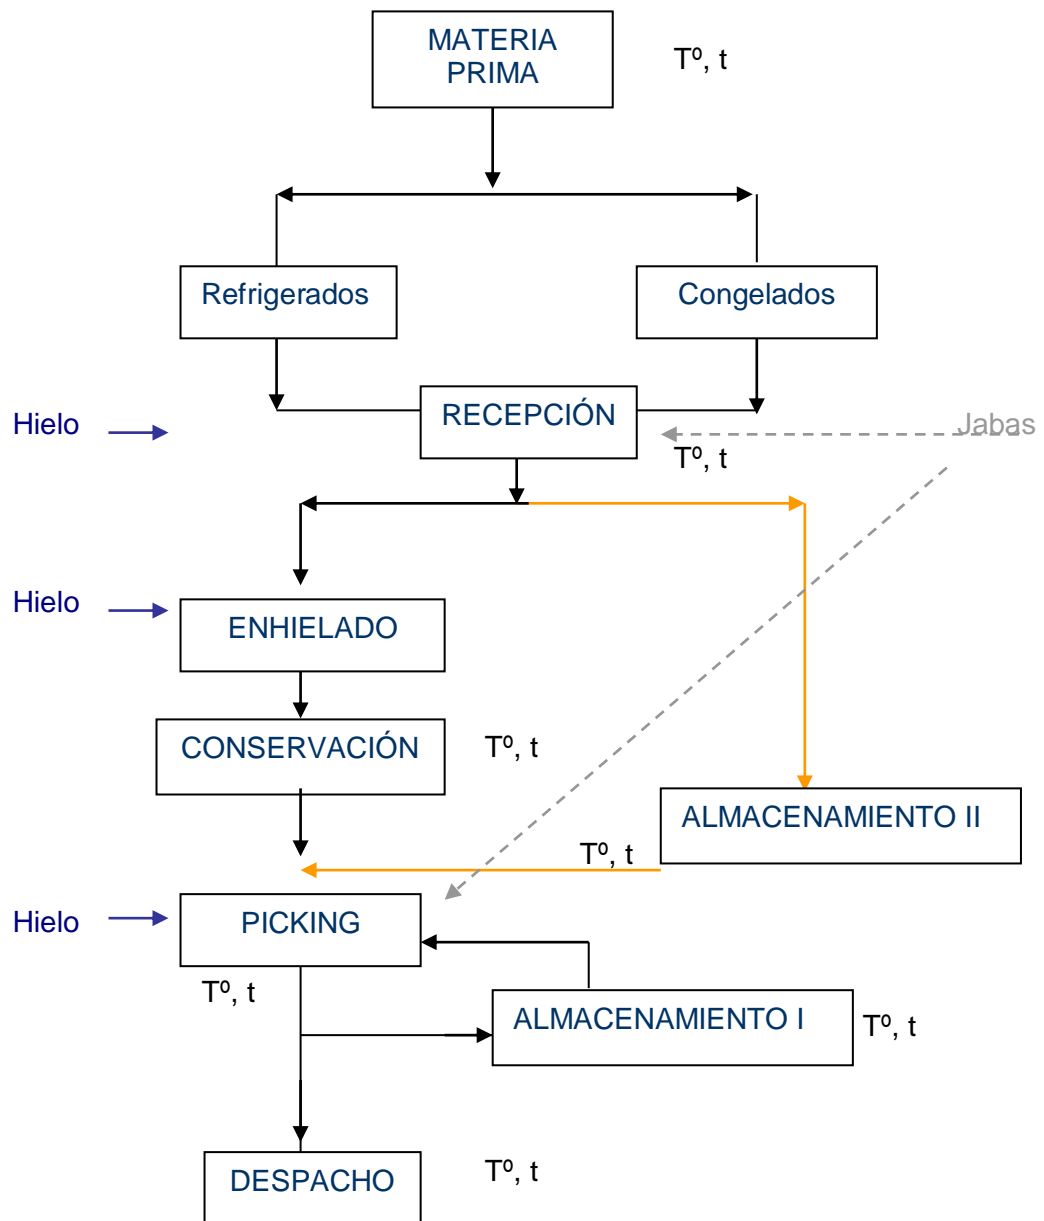 MATERIA
PRIMA
Tº, t
Refrigerados
Congelados
Hielo
RECEPCIÓN
Jabas
Tº, t
Hielo
ENHIELADO
CONSERVACIÓN
Tº, t
ALMACENAMIENTO II
Tº, t
Hielo
PICKING
Tº, t
ALMACENAMIENTO I
Tº, t
DESPACHO
Tº, t